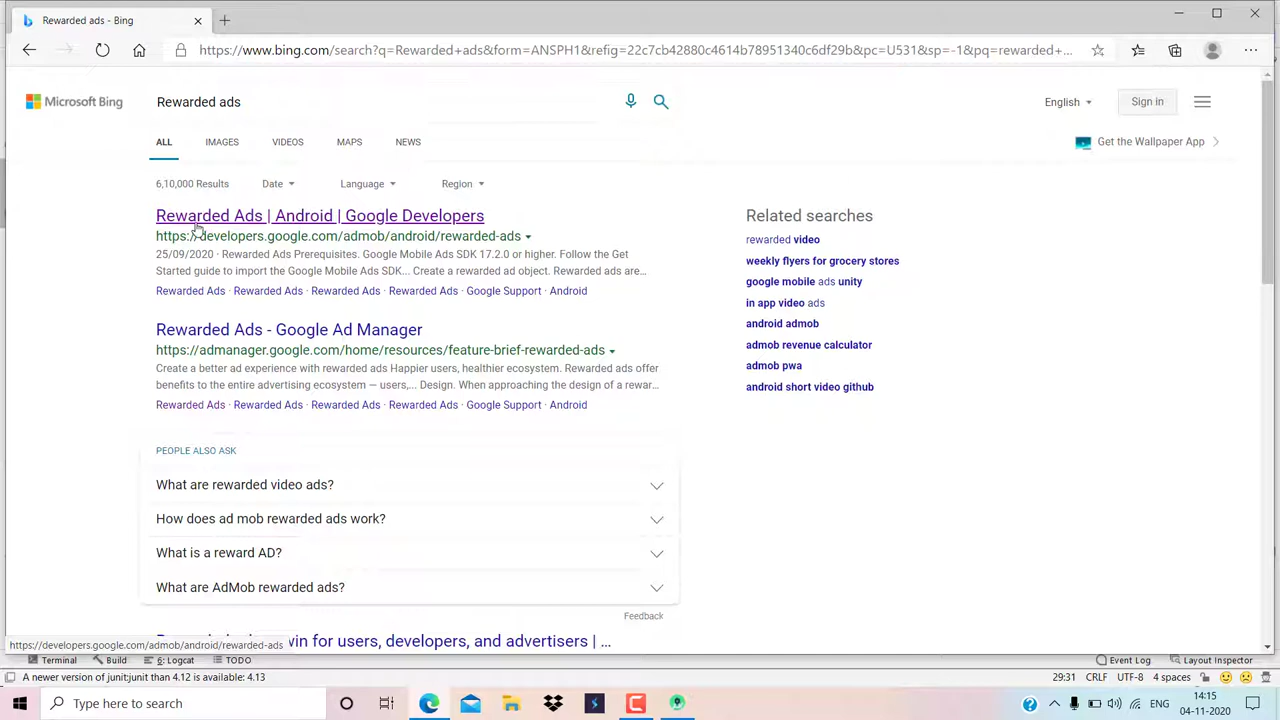 Rewarded ads - Bing
https://www.bing.com/search?q=Rewarded+ads&form=ANSPH1&refig=22c7cb42880c4614b78951340c6df29b&pc=U531&sp=-1&pq=rewarded+...
Microsoft Bing
Rewarded ads
English
Sign in
ALL IMAGES VIDEOS MAPS NEWS
Get the Wallpaper App
6,10,000 Results Date Language Region
Rewarded Ads | Android | Google Developers
https://developers.google.com/admob/android/rewarded-ads
25/09/2020 · Rewarded Ads Prerequisites. Google Mobile Ads SDK 17.2.0 or higher. Follow the Get
Started guide to import the Google Mobile Ads SDK... Create a rewarded ad object. Rewarded ads are...
Rewarded Ads · Rewarded Ads · Rewarded Ads · Rewarded Ads · Google Support · Android
Rewarded Ads - Google Ad Manager
https://admanager.google.com/home/resources/feature-brief-rewarded-ads
Create a better ad experience with rewarded ads Happier users, healthier ecosystem. Rewarded ads offer
benefits to the entire advertising ecosystem — users,... Design. When approaching the design of a rewar...
Rewarded Ads · Rewarded Ads · Rewarded Ads · Rewarded Ads · Google Support · Android
PEOPLE ALSO ASK
What are rewarded video ads?
How does ad mob rewarded ads work?
What is a reward AD?
What are AdMob rewarded ads?
Feedback
win for users, developers, and advertisers | ...
Related searches
rewarded video
weekly flyers for grocery stores
google mobile ads unity
in app video ads
android admob
admob revenue calculator
admob pwa
android short video github
https://developers.google.com/admob/android/rewarded-ads
Terminal Build 6: Logcat TODO Event Log Layout Inspector
A newer version of junit:junit than 4.12 is available: 4.13 29:31 CRLF UTF-8 4 spaces
Type here to search
ENG
14:15
04-11-2020